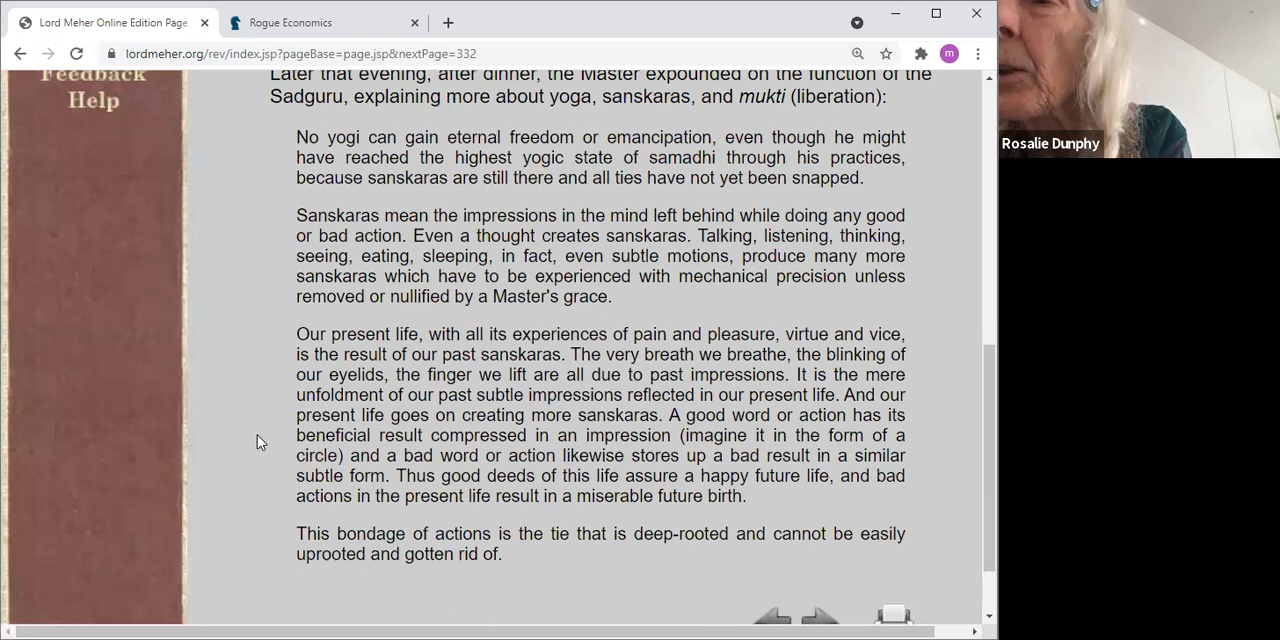 Lord Meher Online Edition Page
Rogue Economics
lordmeher.org/rev/index.jsp?pageBase=page.jsp&nextPage=332
m
Feedback
Help
Later that evening, after dinner, the Master expounded on the function of the
Sadguru, explaining more about yoga, sanskaras, and mukti (liberation):
No yogi can gain eternal freedom or emancipation, even though he might
have reached the highest yogic state of samadhi through his practices,
because sanskaras are still there and all ties have not yet been snapped.
Sanskaras mean the impressions in the mind left behind while doing any good
or bad action. Even a thought creates sanskaras. Talking, listening, thinking,
seeing, eating, sleeping, in fact, even subtle motions, produce many more
sanskaras which have to be experienced with mechanical precision unless
removed or nullified by a Master's grace.
Our present life, with all its experiences of pain and pleasure, virtue and vice,
is the result of our past sanskaras. The very breath we breathe, the blinking of
our eyelids, the finger we lift are all due to past impressions. It is the mere
unfoldment of our past subtle impressions reflected in our present life. And our
present life goes on creating more sanskaras. A good word or action has its
beneficial result compressed in an impression (imagine it in the form of a
circle) and a bad word or action likewise stores up a bad result in a similar
subtle form. Thus good deeds of this life assure a happy future life, and bad
actions in the present life result in a miserable future birth.
This bondage of actions is the tie that is deep-rooted and cannot be easily
uprooted and gotten rid of.
Rosalie Dunphy